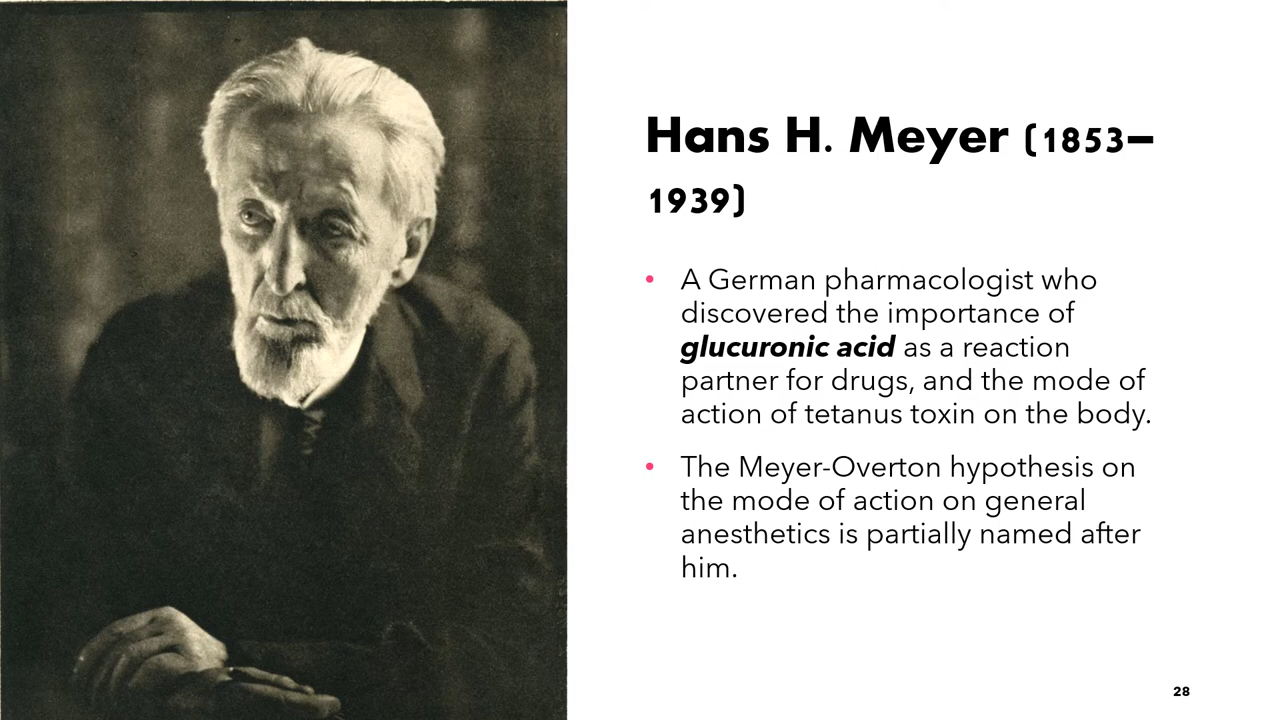 Hans H. Meyer (1853–
1939)
• A German pharmacologist who
discovered the importance of
glucuronic acid as a reaction
partner for drugs, and the mode of
action of tetanus toxin on the body.
• The Meyer-Overton hypothesis on
the mode of action on general
anesthetics is partially named after
him.
28